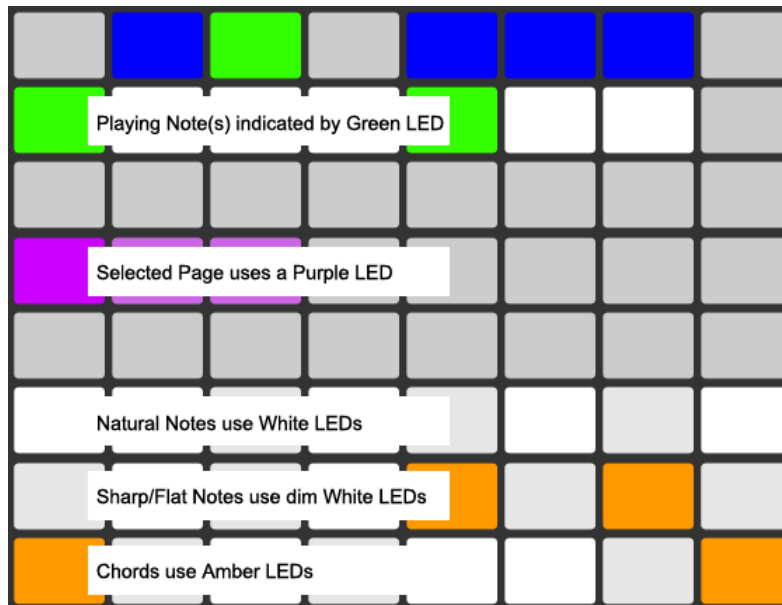 Playing Note(s) indicated by Green LED
Selected Page uses a Purple LED
Natural Notes use White LEDs
Sharp/Flat Notes use dim White LEDs
Chords use Amber LEDs